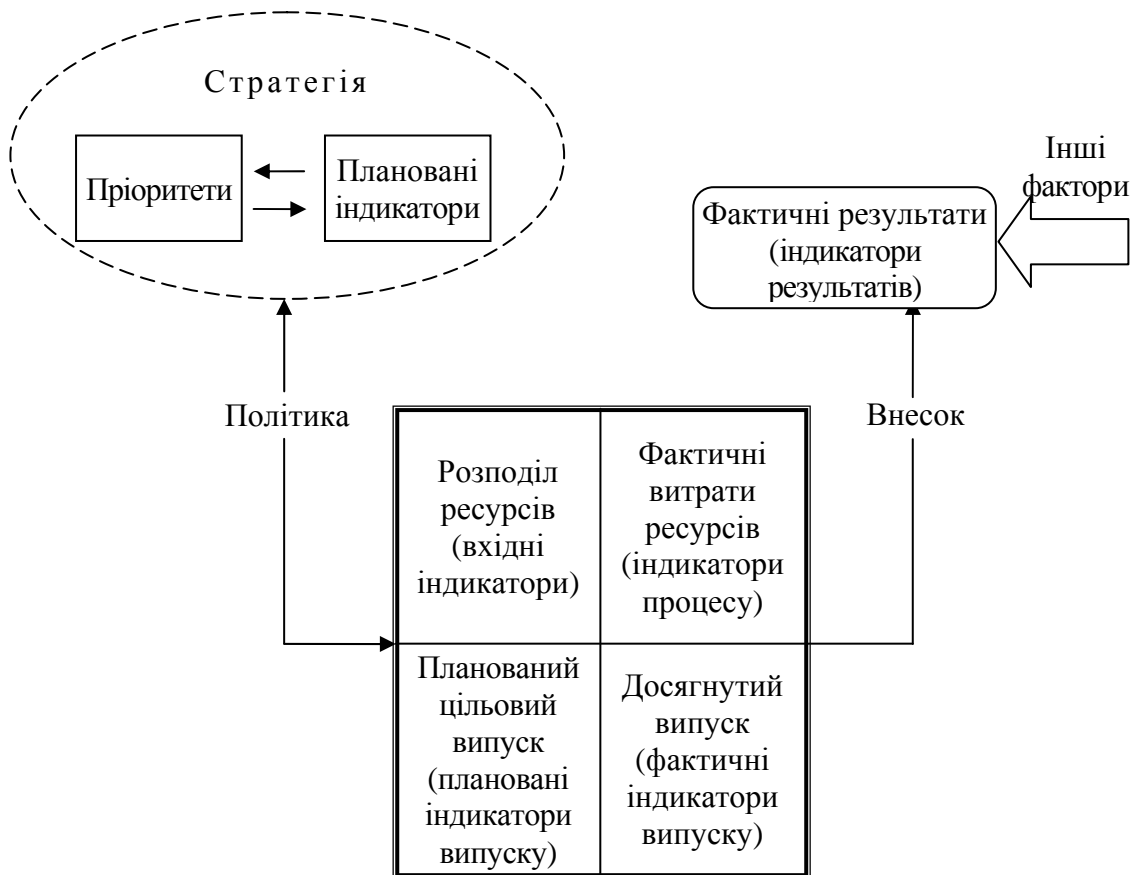 Стратегія
Пріоритети
Плановані
індикатори
Інші
фактори
Фактичні результати
(індикатори
результатів)
Політика
Внесок
Розподіл
ресурсів
(вхідні
індикатори)
Фактичні
витрати
ресурсів
(індикатори
процесу)
Планований
цільовий
випуск
(плановані
індикатори
випуску)
Досягнутий
випуск
(фактичні
індикатори
випуску)